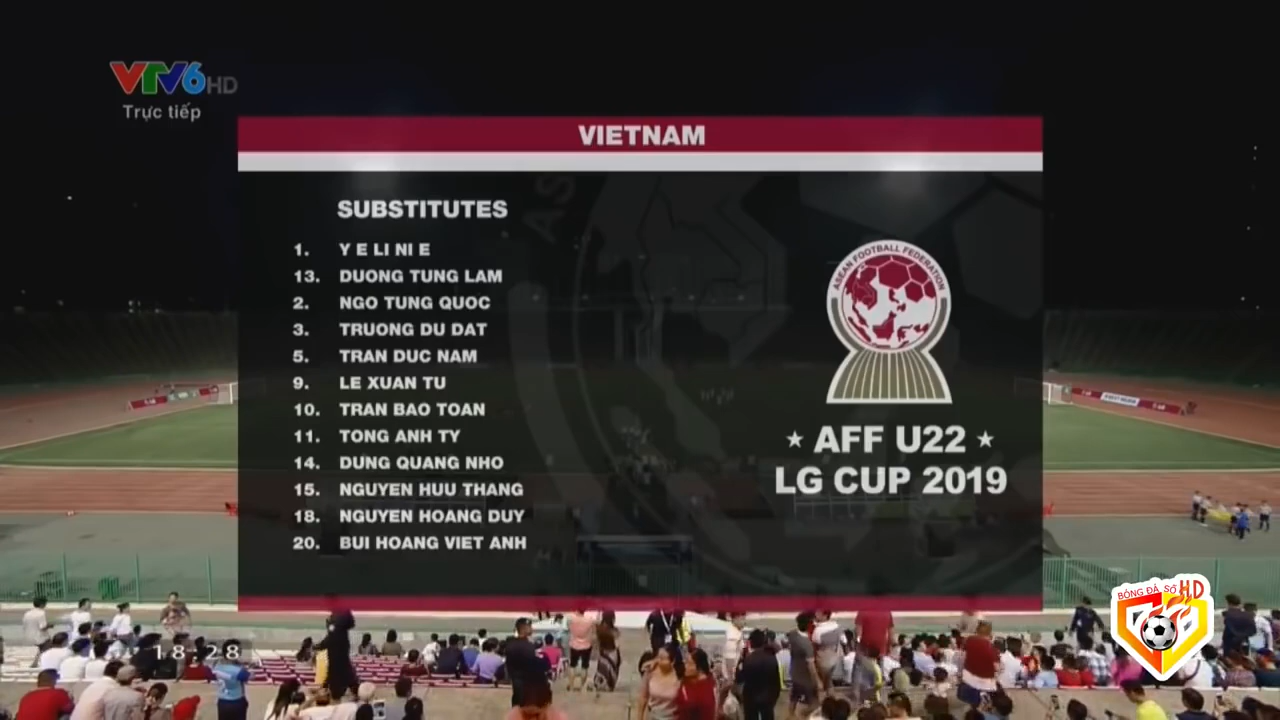 VTV6HD
Trực tiếp
VIETNAM
SUBSTITUTES
1. Y E LI NI E
13. DUONG TUNG LAM
2. NGO TUNG QUOC
3. TRUONG DU DAT
5. TRAN DUC NAM
9. LE XUAN TU
10. TRAN BAO TOAN
11. TONG ANH TY
14. DUNG QUANG NHO
15. NGUYEN HUU THANG
18. NGUYEN HOANG DUY
20. BUI HOANG VIET ANH
ASEAN FOOTBALL FEDERATION
★ AFF U22 ★
LG CUP 2019
BÓNG ĐÁ SỐ HD
18:28